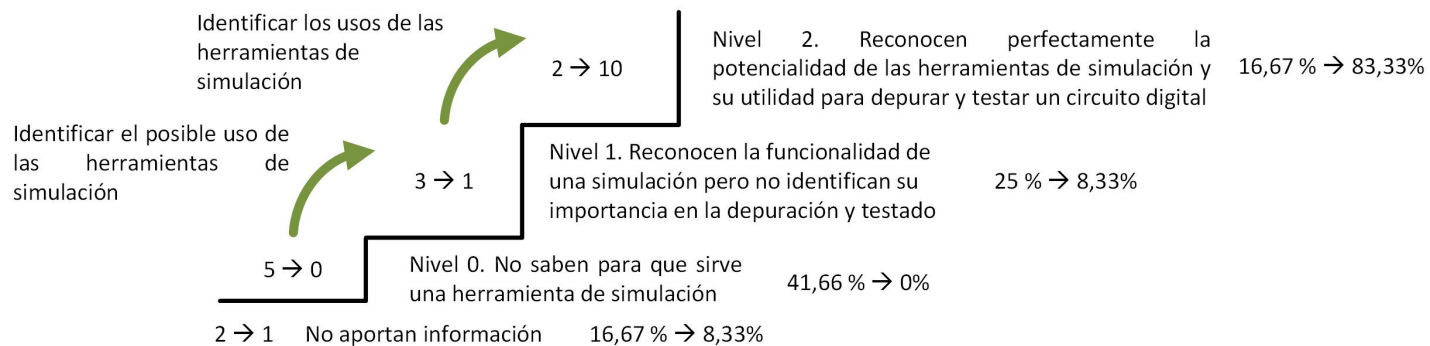 Identificar los usos de las
herramientas de
simulación
2 → 10
Nivel 2. Reconocen perfectamente la
potencialidad de las herramientas de simulación y
su utilidad para depurar y testar un circuito digital
16,67 % → 83,33%
Identificar el posible uso de
las herramientas de
simulación
3 → 1
Nivel 1. Reconocen la funcionalidad de
una simulación pero no identifican su
importancia en la depuración y testado
25 % → 8,33%
5 → 0
Nivel 0. No saben para que sirve
una herramienta de simulación
41,66 % → 0%
2 → 1 No aportan información 16,67 % → 8,33%